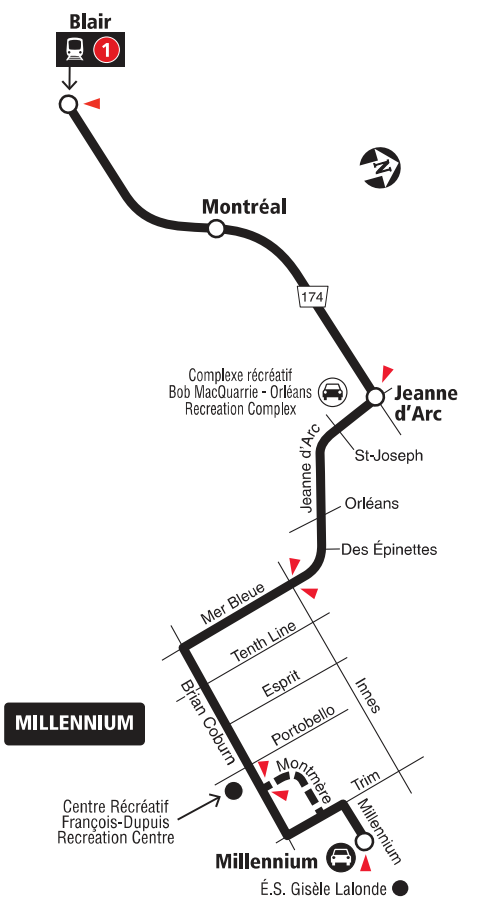 Blair
1
N
Montréal
174
Complexe récréatif
Bob MacQuarrie - Orléans
Recreation Complex
Jeanne
d'Arc
Jeanne d'Arc
St-Joseph
Orléans
Des Épinettes
Mer Bleue
Tenth Line
Brian Coburn
Esprit
Innes
MILLENNIUM
Portobello
Montmère
Trim
Millennium
Centre Récréatif
François-Dupuis
Recreation Centre
Millennium
É.S. Gisèle Lalonde